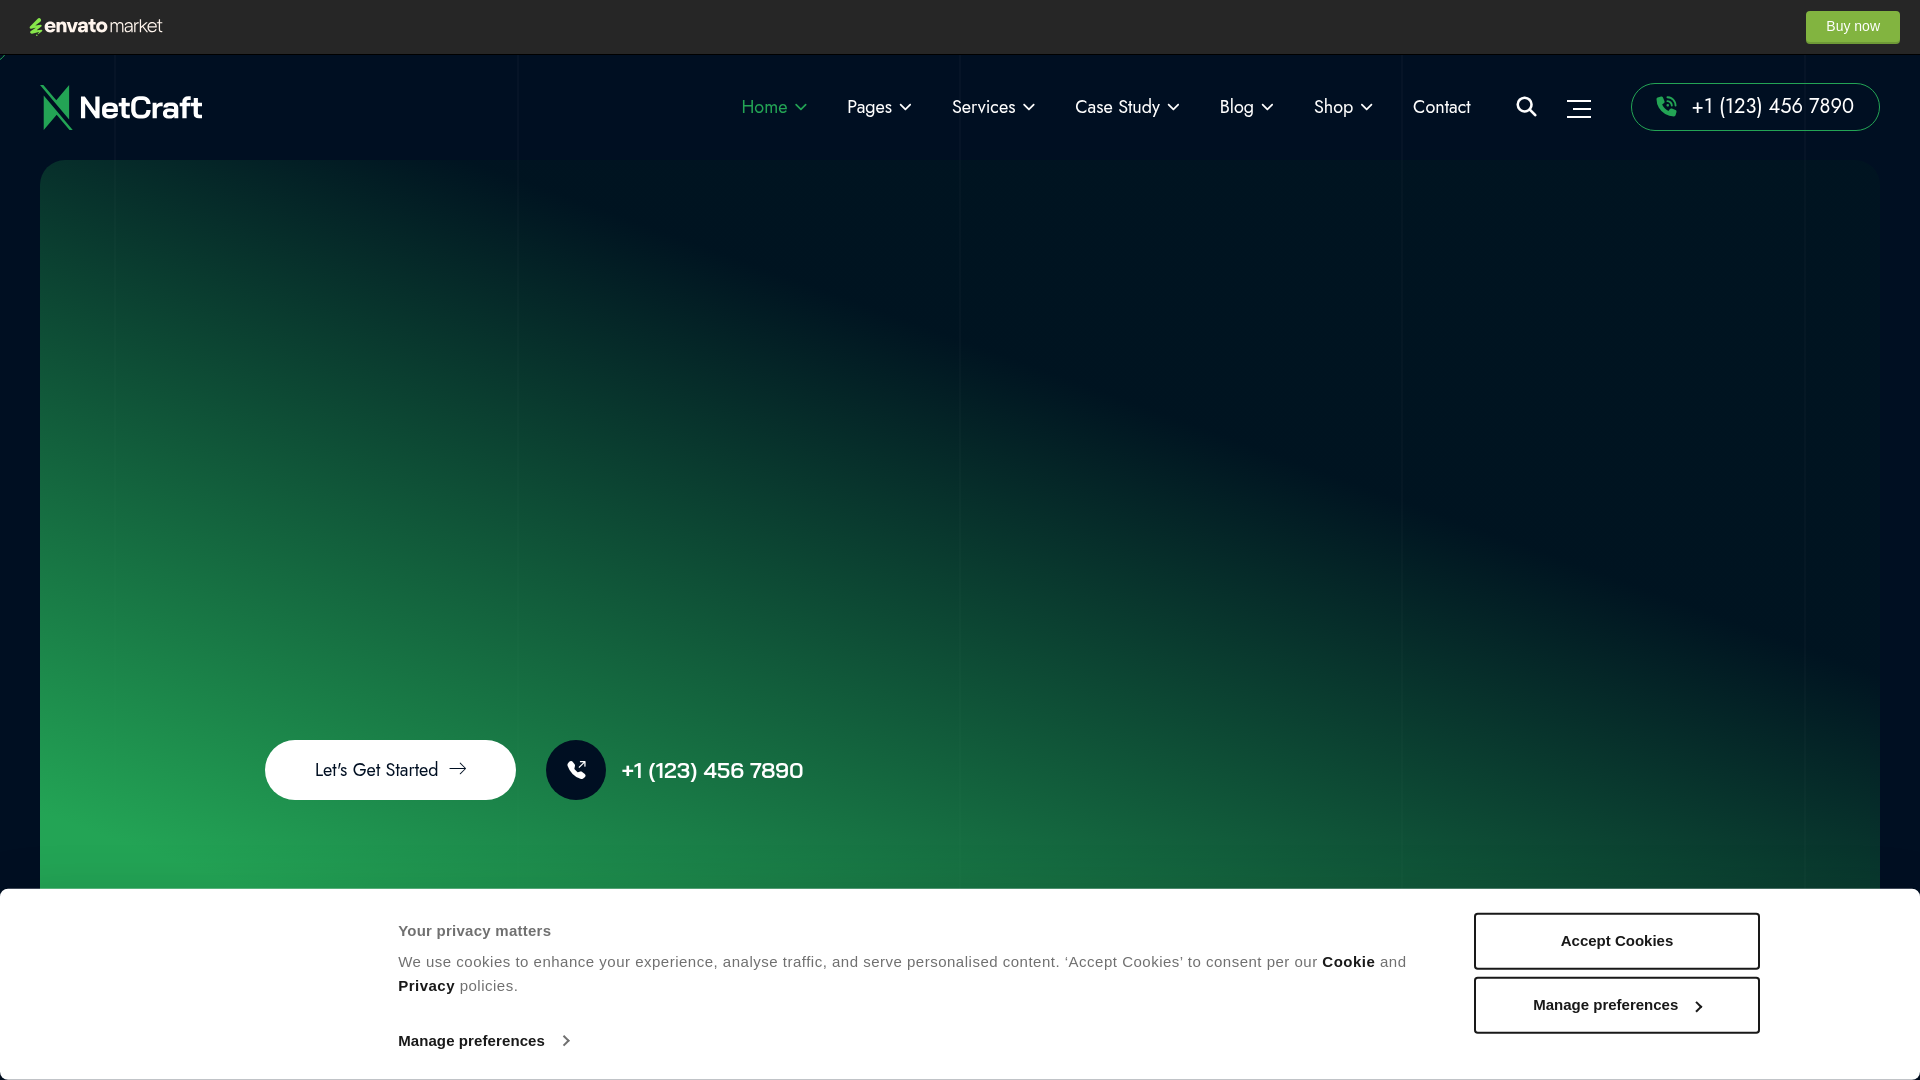 envato market
Buy now
NetCraft
Home
Pages
Services
Case Study
Blog
Shop
Contact
+1 (123) 456 7890
Let's Get Started
+1 (123) 456 7890
Your privacy matters
We use cookies to enhance your experience, analyse traffic, and serve personalised content. ‘Accept Cookies’ to consent per our Cookie and
Privacy policies.
Manage preferences
Accept Cookies
Manage preferences